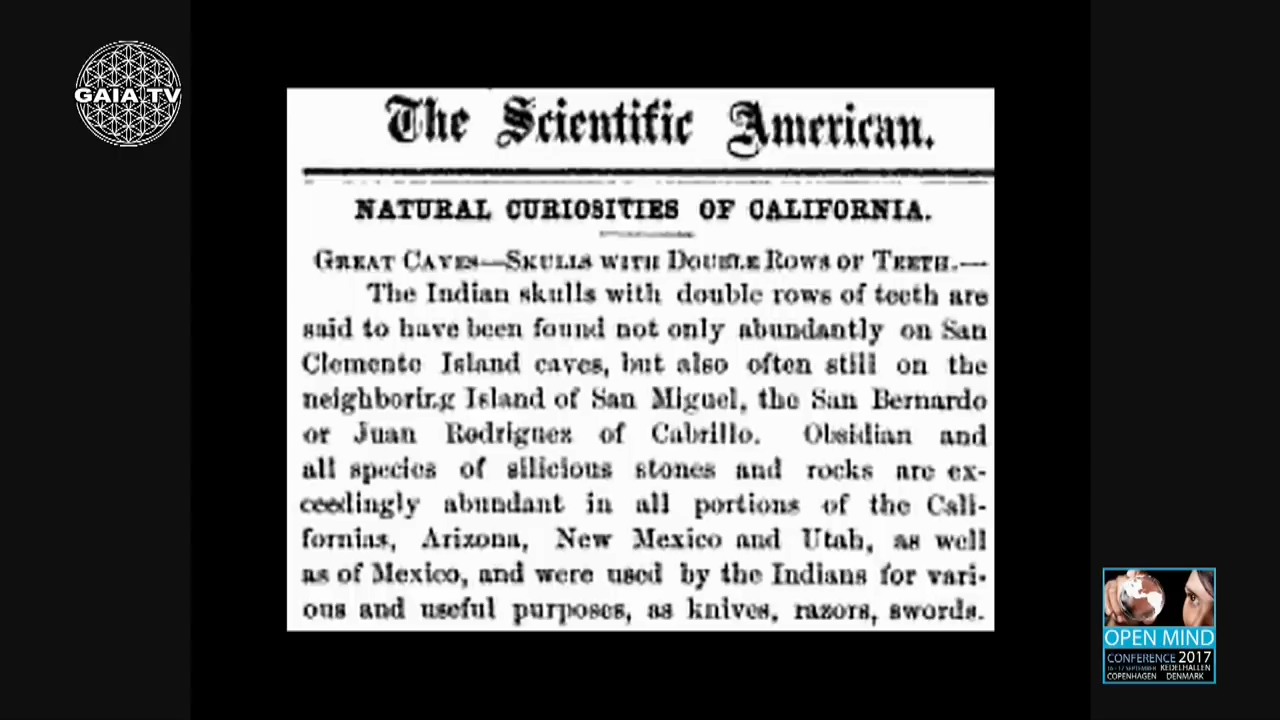 GAIA TV
The Scientific American.
NATURAL CURIOSITIES OF CALIFORNIA.
GREAT CAVES—SKULLS WITH DOUBLE ROWS OF TEETH.—
The Indian skulls with double rows of teeth are
said to have been found not only abundantly on San
Clemente Island caves, but also often still on the
neighboring Island of San Miguel, the San Bernardo
or Juan Rodriguez of Cabrillo. Obsidian and
all species of silicious stones and rocks are ex-
ceedingly abundant in all portions of the Cali-
fornias, Arizona, New Mexico and Utah, as well
as of Mexico, and were used by the Indians for vari-
ous and useful purposes, as knives, razors, swords.
OPEN MIND
CONFERENCE 2017
16 - 17 SEPTEMBER KEDELHALLEN
COPENHAGEN DENMARK